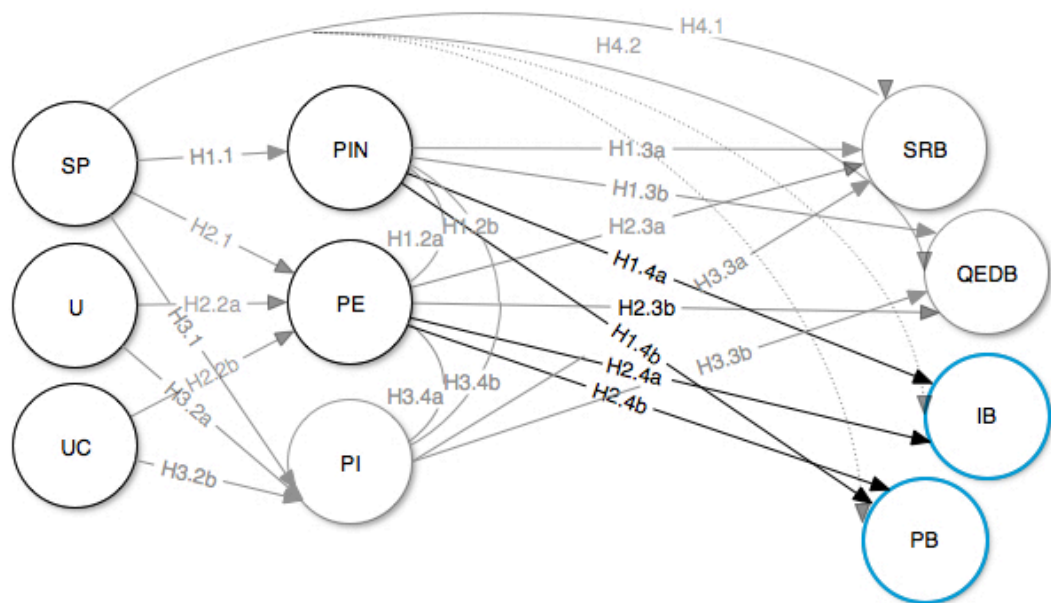 H4.1
H4.2
SP
PIN
SRB
H1.1
H1.3a
H1.3b
H2.1
H1.2a
H1.2b
H2.3a
H1.4a
H3.3a
QEDB
U
H2.2a
PE
H2.3b
H3.1
H1.4b
H2.2b
H3.3b
H2.4a
H3.4b
H3.2a
H3.4a
H2.4b
IB
UC
H3.2b
PI
PB